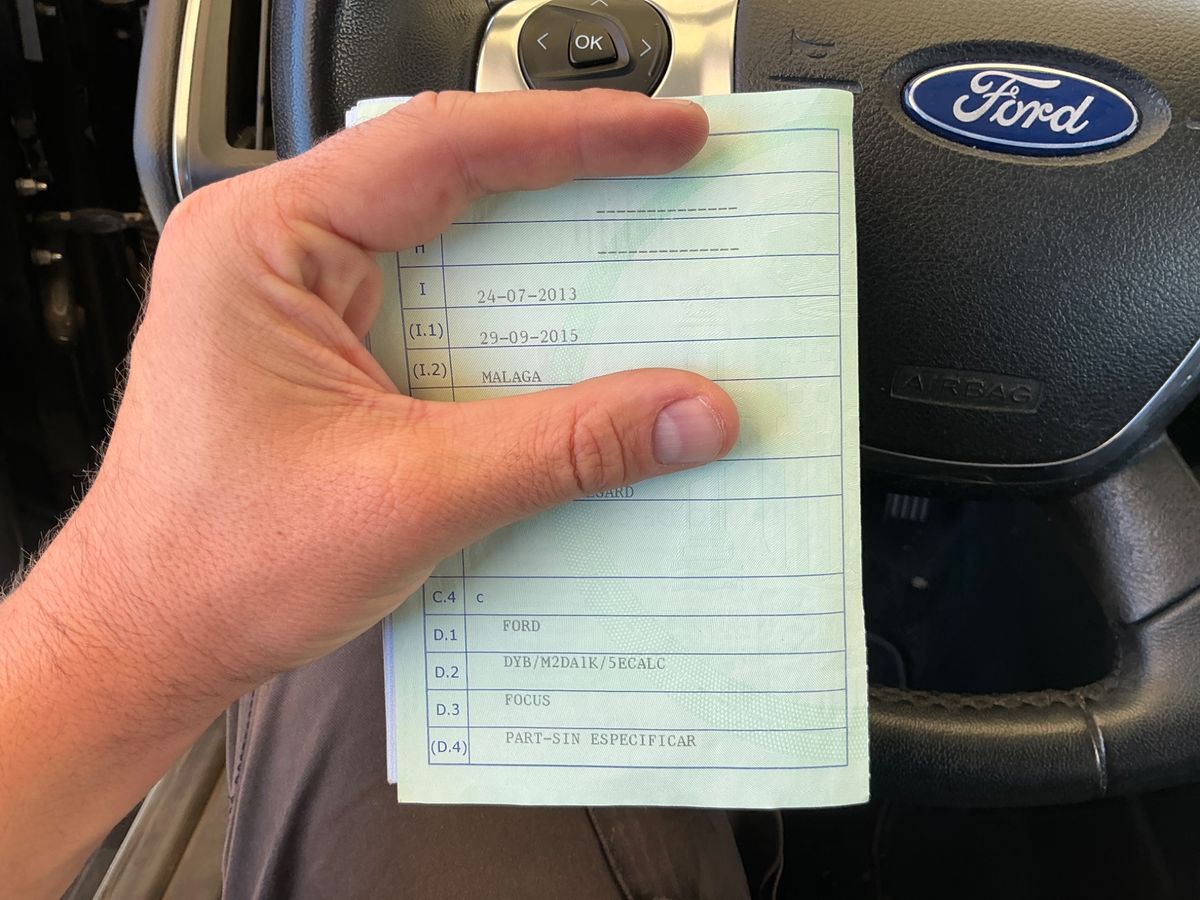 OK
Ford
AIRBAG
H
I 24-07-2013
(I.1) 29-09-2015
(I.2) MALAGA
C.4 c
D.1 FORD
D.2 DYB/M2DA1K/5ECALC
D.3 FOCUS
(D.4) PART-SIN ESPECIFICAR